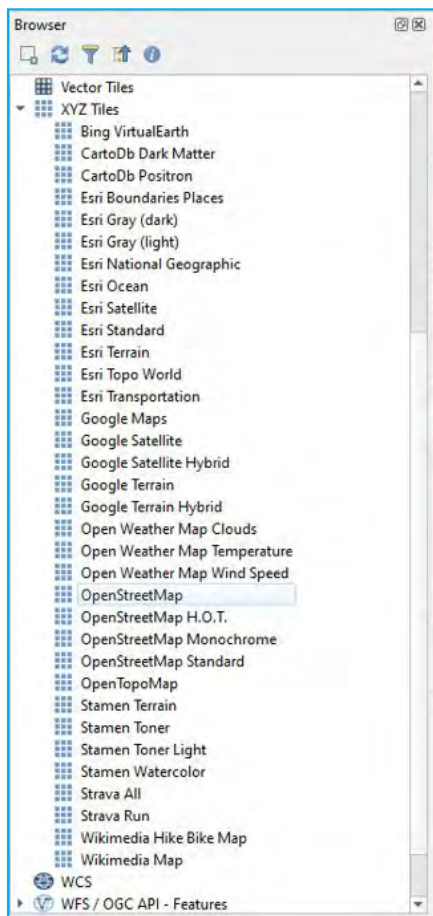 Browser
Vector Tiles
XYZ Tiles
Bing VirtualEarth
CartoDb Dark Matter
CartoDb Positron
Esri Boundaries Places
Esri Gray (dark)
Esri Gray (light)
Esri National Geographic
Esri Ocean
Esri Satellite
Esri Standard
Esri Terrain
Esri Topo World
Esri Transportation
Google Maps
Google Satellite
Google Satellite Hybrid
Google Terrain
Google Terrain Hybrid
Open Weather Map Clouds
Open Weather Map Temperature
Open Weather Map Wind Speed
OpenStreetMap
OpenStreetMap H.O.T.
OpenStreetMap Monochrome
OpenStreetMap Standard
OpenTopoMap
Stamen Terrain
Stamen Toner
Stamen Toner Light
Stamen Watercolor
Strava All
Strava Run
Wikimedia Hike Bike Map
Wikimedia Map
WCS
WFS / OGC API - Features